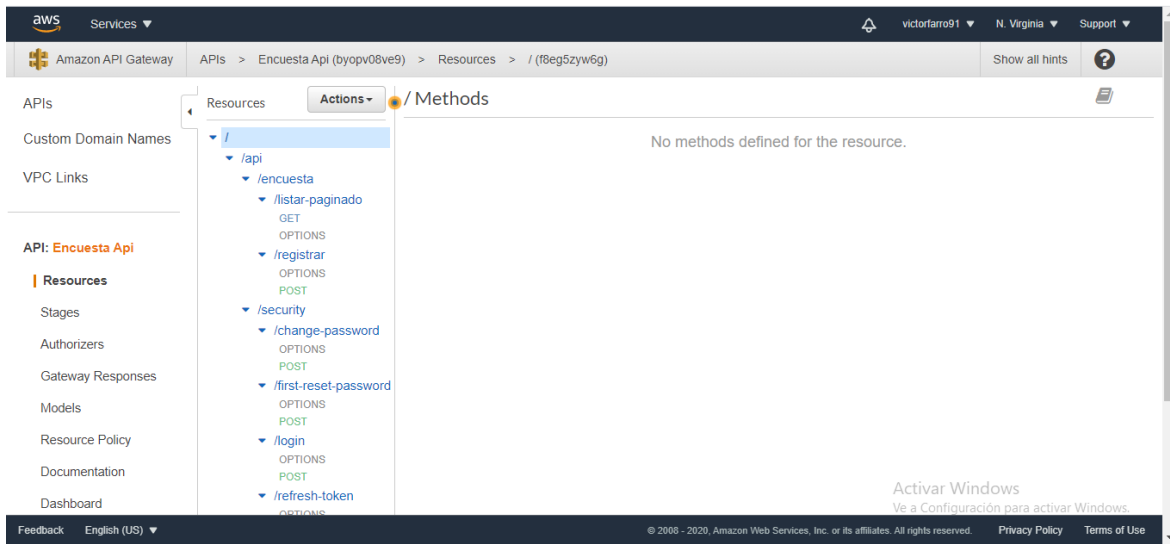 aws
Services ▼
victorfarro91 ▼
N. Virginia ▼
Support ▼
Amazon API Gateway
APIs > Encuesta Api (byopv08ve9) > Resources > / (f8eg5zyw6g)
Show all hints
?
APIs
Custom Domain Names
VPC Links
API: Encuesta Api
Resources
Stages
Authorizers
Gateway Responses
Models
Resource Policy
Documentation
Dashboard
Resources
Actions
/
/api
/encuesta
/listar-paginado
GET
OPTIONS
/registrar
OPTIONS
POST
/security
/change-password
OPTIONS
POST
/first-reset-password
OPTIONS
POST
/login
OPTIONS
POST
/refresh-token
OPTIONS
/ Methods
No methods defined for the resource.
Activar Windows
Ve a Configuración para activar Windows.
Feedback
English (US) ▼
© 2008 - 2020, Amazon Web Services, Inc. or its affiliates. All rights reserved.
Privacy Policy
Terms of Use